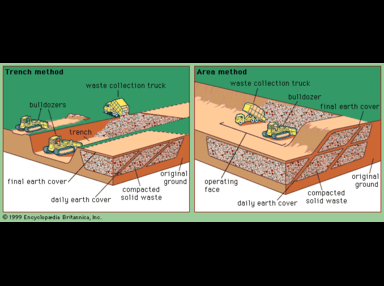 Trench method
waste collection truck
bulldozers
trench
final earth cover
daily earth cover
compacted
solid waste
original
ground
Area method
waste collection truck
bulldozer
final earth cover
operating
face
daily earth cover
compacted
solid waste
original
ground
© 1999 Encyclopædia Britannica, Inc.